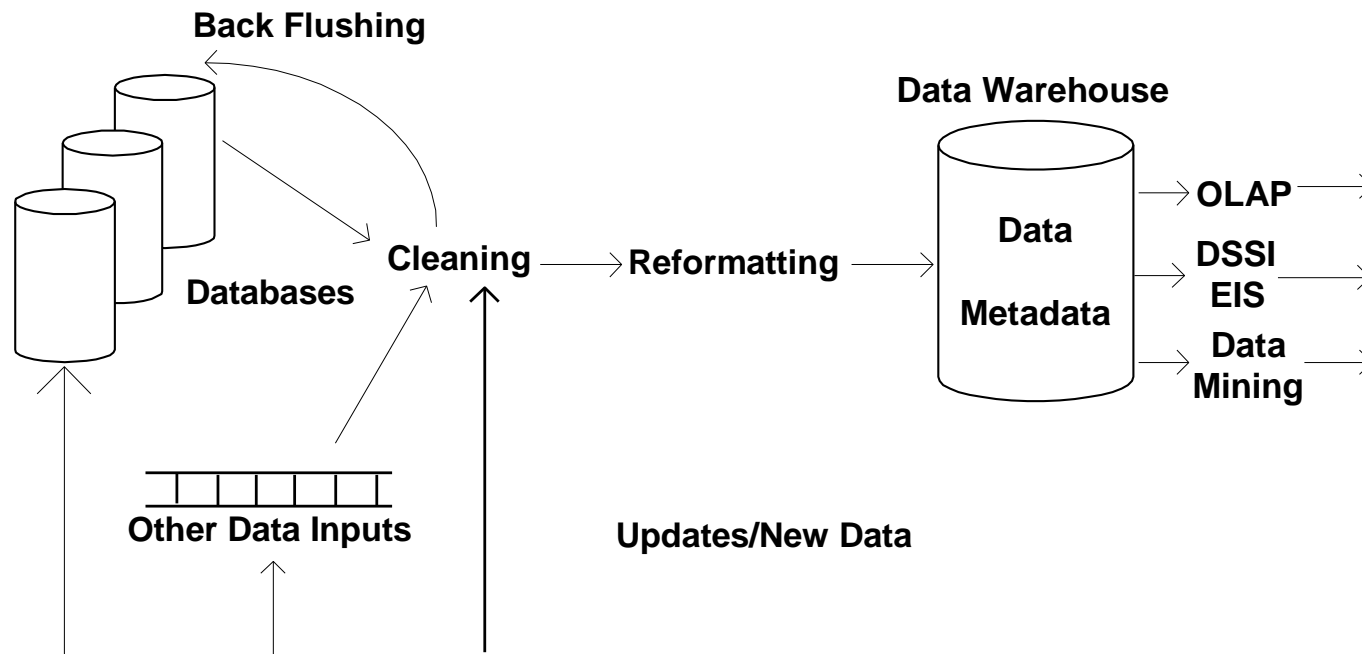 Back Flushing
Data Warehouse
OLAP
Data
Cleaning
Reformatting
DSSI
EIS
Databases
Metadata
Data
Mining
Other Data Inputs
Updates/New Data